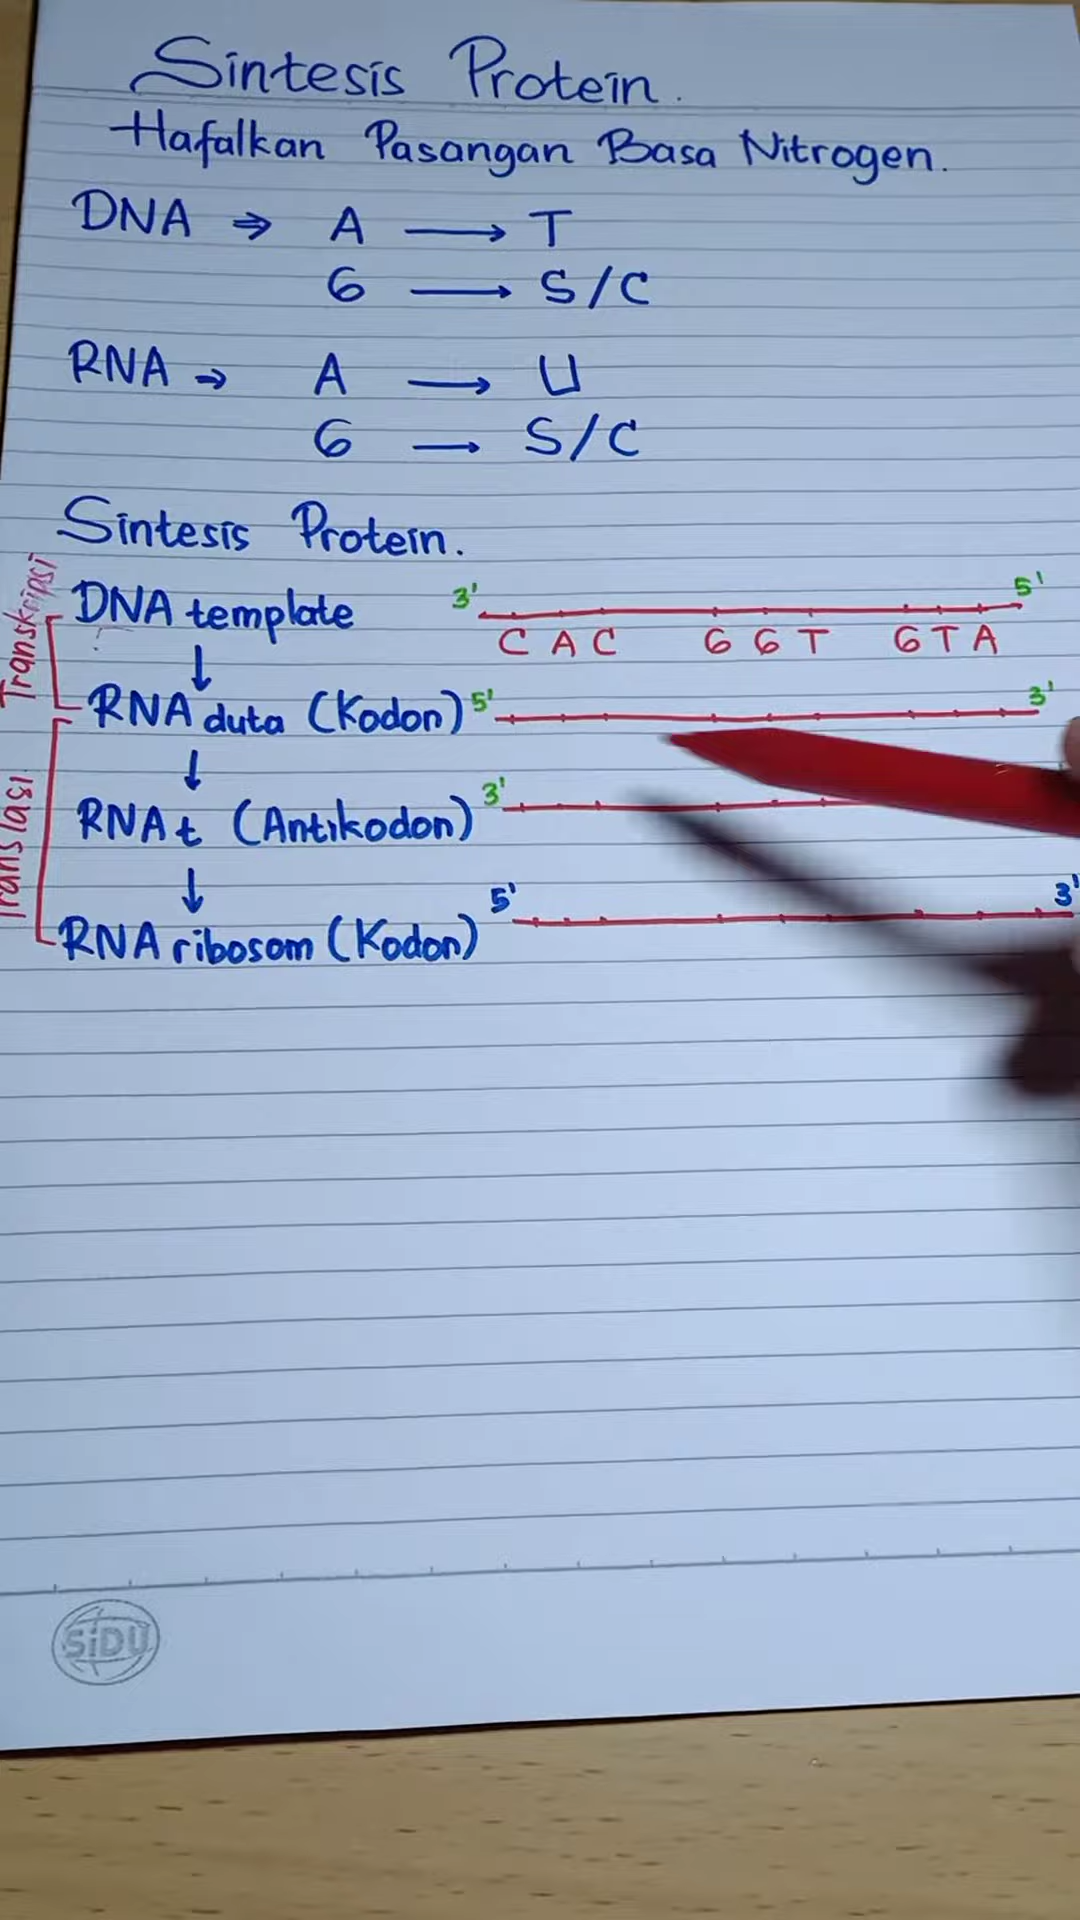 Sintesis Protein.
Hafalkan Pasangan Basa Nitrogen.
DNA ⇒ A → T
G → S/C
RNA ⇒ A → U
G → S/C
Sintesis Protein.
Transkripsi
DNA template 3' 5'
C A C G G T G T A
↓
RNA duta (Kodon) 5' 3'
↓
Translasi
RNA t (Antikodon) 3'
↓
RNA ribosom (Kodon) 5' 3'
SiDU